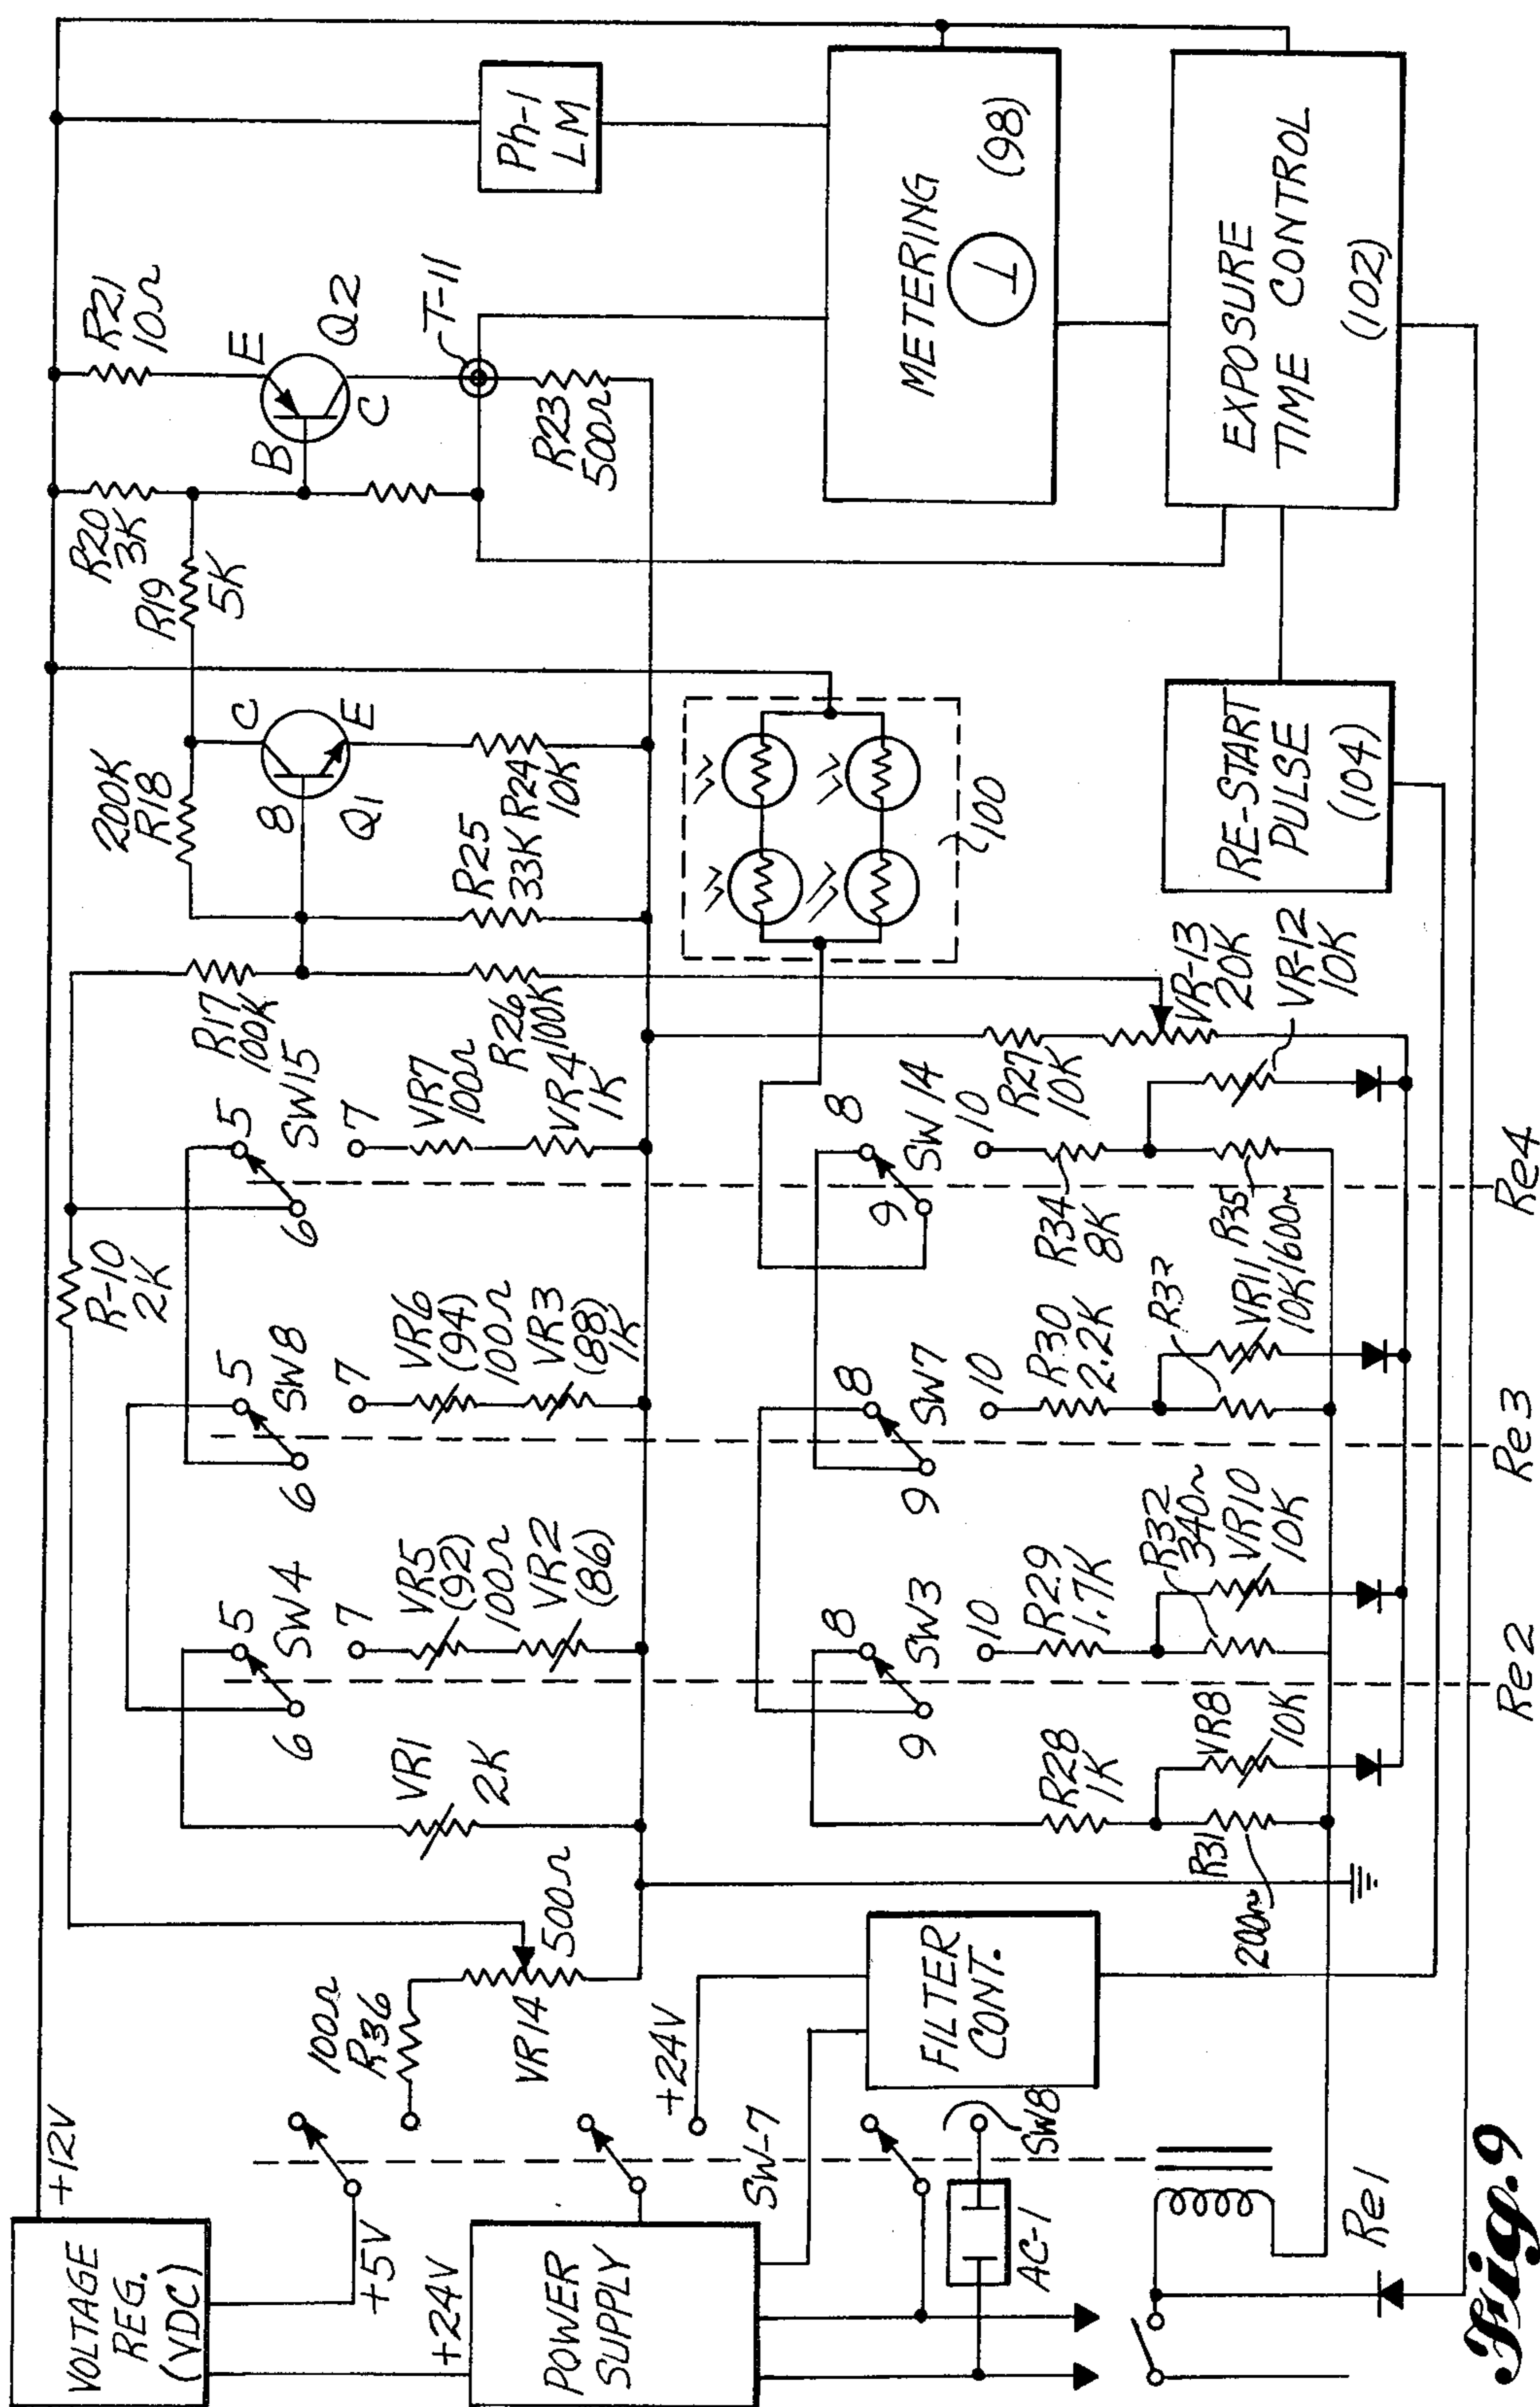 VOLTAGE
REG.
(VDC)
+12V
+5V
+24V
POWER
SUPPLY
SW-7
AC-1
SW8
Re1
100Ω
R36
VR14
500Ω
+24V
FILTER
CONT.
R-10
2K
VR1
2K
5
SW4
6
7
VR5
(92)
100Ω
VR2
(86)
5
SW8
6
7
VR6
(94)
100Ω
VR3
(88)
1K
5
SW15
6
7
VR7
100Ω
VR4
1K
R17
100K
R26
100K
200K
R18
R25
33K
R24
10K
8
C
E
Q1
R19
5K
R20
3K
R21
10Ω
B
E
C
Q2
T-11
R23
500Ω
Ph-1
LM
METERING
(98)
⊥
EXPOSURE
TIME CONTROL
(102)
RE-START
PULSE
(104)
100
8
SW3
9
10
R28
1K
R31
200~
VR8
10K
R29
1.7K
R32
340~
VR10
10K
Re2
8
SW7
9
10
R30
2.2K
R3?
VR11
10K
Re3
8
SW14
9
10
R34
8K
R35
1600~
R27
10K
VR-13
20K
VR-12
10K
Re4
Fig.9